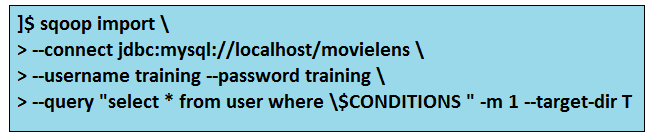 ]$ sqoop import \
> --connect jdbc:mysql://localhost/movielens \
> --username training --password training \
> --query "select * from user where \$CONDITIONS " -m 1 --target-dir T